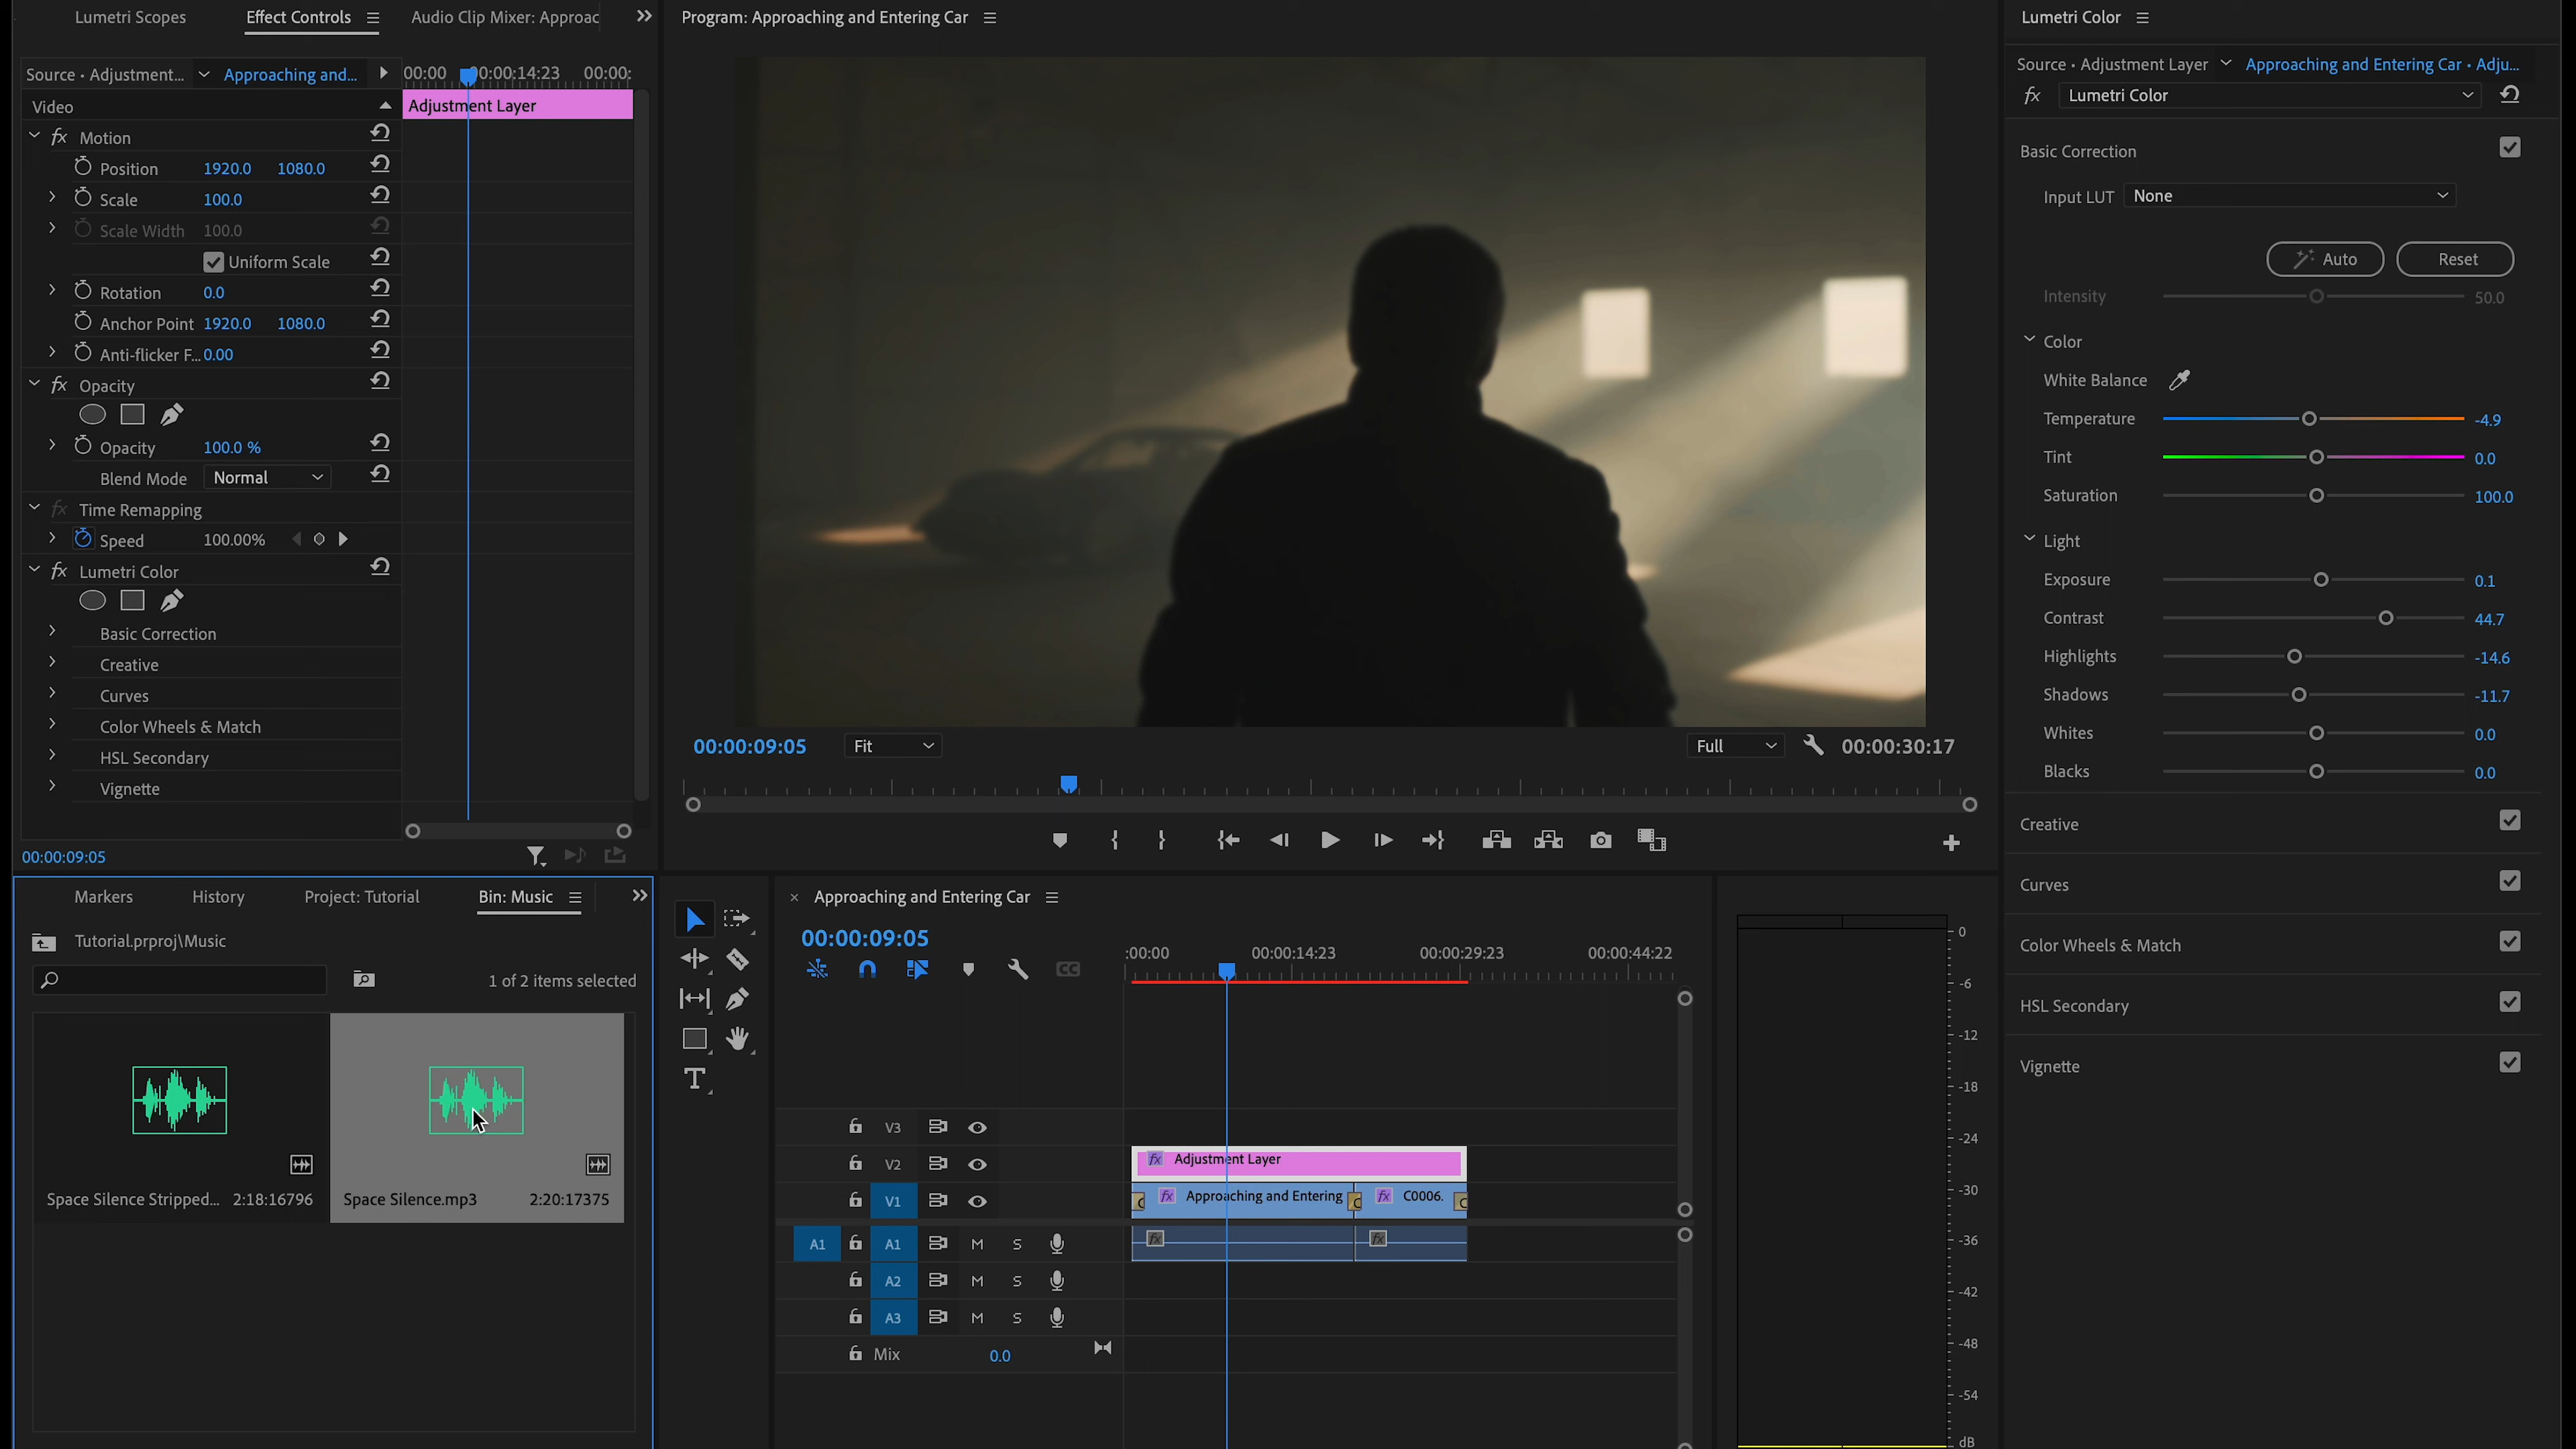 Lumetri Scopes
Effect Controls
Audio Clip Mixer: Approac
Source • Adjustment...
Approaching and...
00:00
00:00:14:23
00:00:
Video
Adjustment Layer
fx Motion
Position 1920.0 1080.0
Scale 100.0
Scale Width 100.0
Uniform Scale
Rotation 0.0
Anchor Point 1920.0 1080.0
Anti-flicker F... 0.00
fx Opacity
Opacity 100.0 %
Blend Mode Normal
fx Time Remapping
Speed 100.00%
fx Lumetri Color
Basic Correction
Creative
Curves
Color Wheels & Match
HSL Secondary
Vignette
00:00:09:05
Program: Approaching and Entering Car
00:00:09:05 Fit Full 00:00:30:17
Lumetri Color
Source • Adjustment Layer
Approaching and Entering Car • Adju...
fx Lumetri Color
Basic Correction
Input LUT None
Auto Reset
Intensity 50.0
Color
White Balance
Temperature -4.9
Tint 0.0
Saturation 100.0
Light
Exposure 0.1
Contrast 44.7
Highlights -14.6
Shadows -11.7
Whites 0.0
Blacks 0.0
Creative
Curves
Color Wheels & Match
HSL Secondary
Vignette
Markers
History
Project: Tutorial
Bin: Music
Tutorial.prproj\Music
1 of 2 items selected
Space Silence Stripped... 2:18:16796
Space Silence.mp3 2:20:17375
Approaching and Entering Car
00:00:09:05
CC
:00:00 00:00:14:23 00:00:29:23 00:00:44:22
V3
V2
fx Adjustment Layer
V1
fx Approaching and Entering
fx C0006.
A1 A1 M S
fx fx
A2 M S
A3 M S
Mix 0.0
0
-6
-12
-18
-24
-30
-36
-42
-48
-54
dB